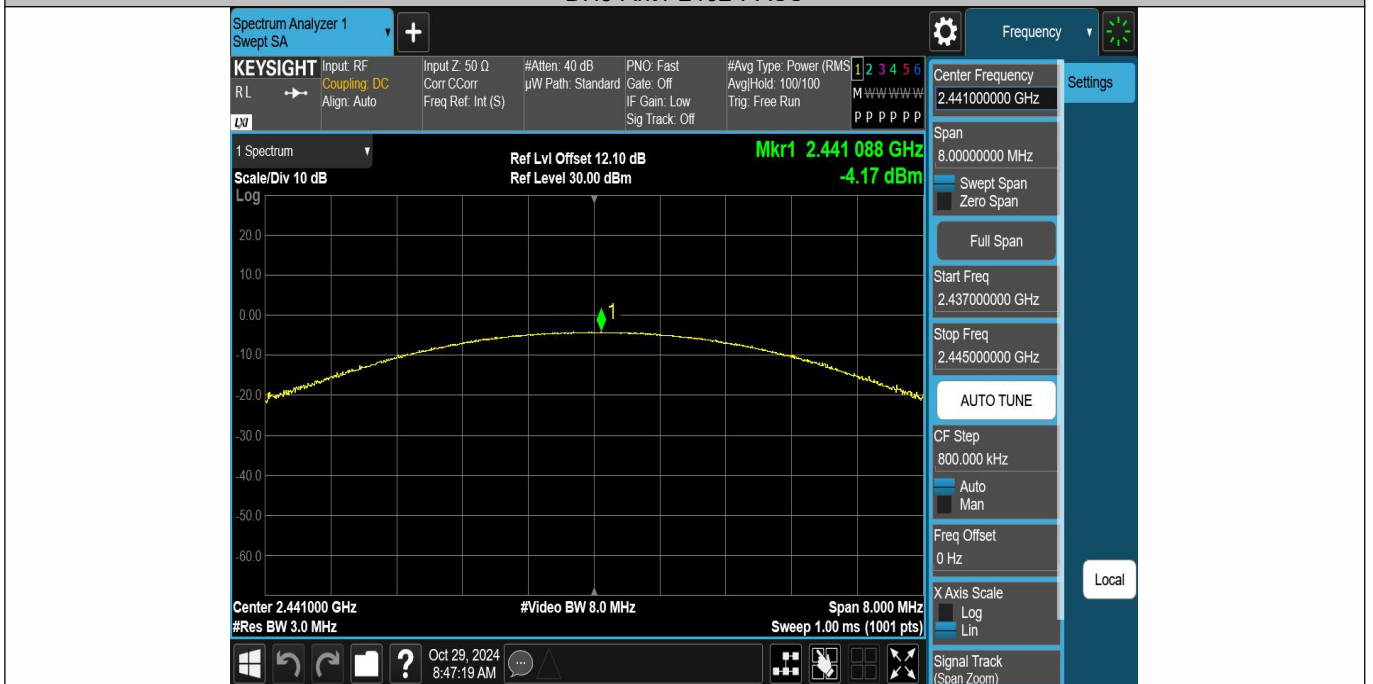 Spectrum Analyzer 1
Swept SA
Frequency
KEYSIGHT
RL
LXI
Input: RF
Coupling: DC
Align: Auto
Input Z: 50 Ω
Corr CCorr
Freq Ref: Int (S)
#Atten: 40 dB
µW Path: Standard
PNO: Fast
Gate: Off
IF Gain: Low
Sig Track: Off
#Avg Type: Power (RMS
Avg|Hold: 100/100
Trig: Free Run
1 2 3 4 5 6
M W W W W W
P P P P P P
1 Spectrum
Scale/Div 10 dB
Log
Ref Lvl Offset 12.10 dB
Ref Level 30.00 dBm
Mkr1 2.441 088 GHz
-4.17 dBm
20.0
10.0
0.00
-10.0
-20.0
-30.0
-40.0
-50.0
-60.0
1
Center 2.441000 GHz
#Res BW 3.0 MHz
#Video BW 8.0 MHz
Span 8.000 MHz
Sweep 1.00 ms (1001 pts)
Center Frequency
2.441000000 GHz
Settings
Span
8.00000000 MHz
Swept Span
Zero Span
Full Span
Start Freq
2.437000000 GHz
Stop Freq
2.445000000 GHz
AUTO TUNE
CF Step
800.000 kHz
Auto
Man
Freq Offset
0 Hz
X Axis Scale
Log
Lin
Local
Signal Track
(Span Zoom)
?
Oct 29, 2024
8:47:19 AM